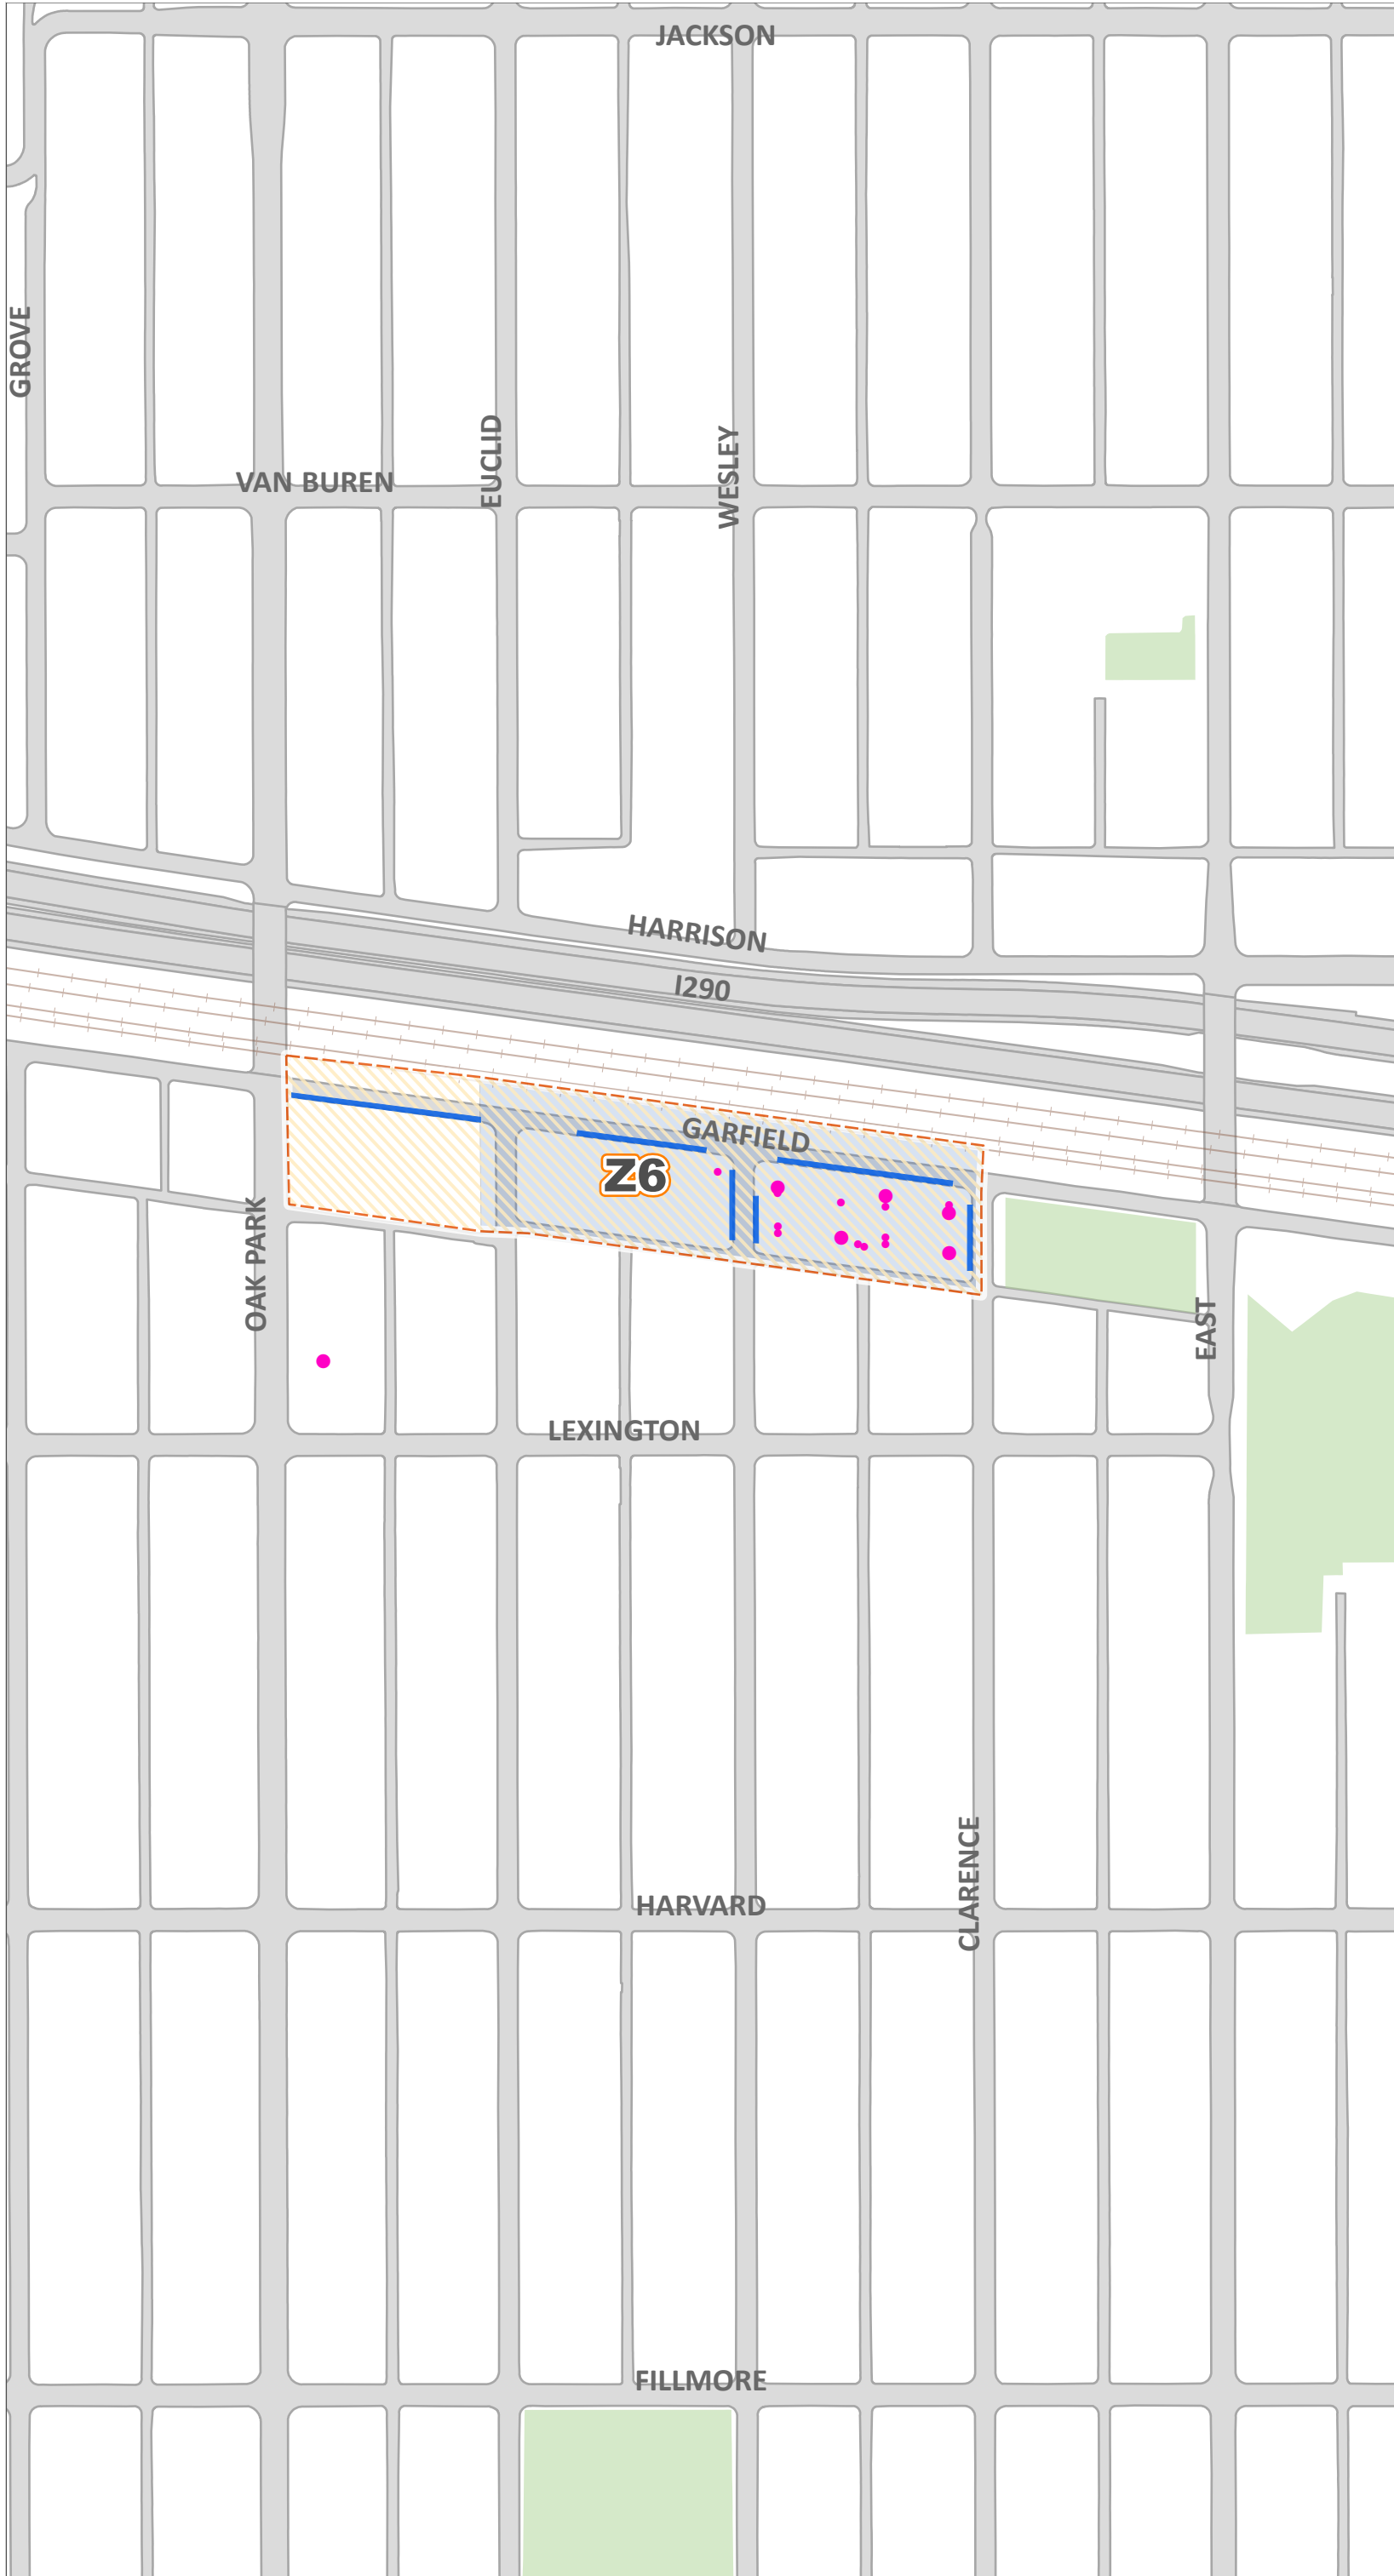 JACKSON
GROVE
EUCLID
WESLEY
VAN BUREN
HARRISON
I290
GARFIELD
Z6
OAK PARK
EAST
LEXINGTON
CLARENCE
HARVARD
FILLMORE